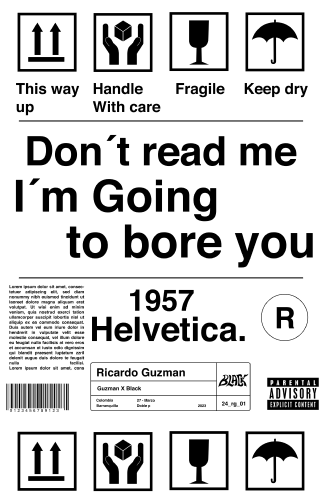 This way up
Handle With care
Fragile
Keep dry
Don´t read me
I´m Going
to bore you
Lorem ipsum dolor sit amet, consec-
tetuer adipiscing elit, sed diam
nonummy nibh euismod tincidunt ut
laoreet dolore magna aliquam erat
volutpat. Ut wisi enim ad minim
veniam, quis nostrud exerci tation
ullamcorper suscipit lobortis nisl ut
aliquip ex ea commodo consequat.
Duis autem vel eum iriure dolor in
hendrerit in vulputate velit esse
molestie consequat, vel illum dolore
eu feugiat nulla facilisis at vero eros
et accumsan et iusto odio dignissim
qui blandit praesent luptatum zzril
delenit augue duis dolore te feugait
nulla facilisi.
Lorem ipsum dolor sit amet, cons
1957
Helvetica.
R
Ricardo Guzman
Guzman X Black
Colombia
Barranquilla
27 - Marzo
Doble p
2023
BLACK
24_rg_01
PARENTAL
ADVISORY
EXPLICIT CONTENT